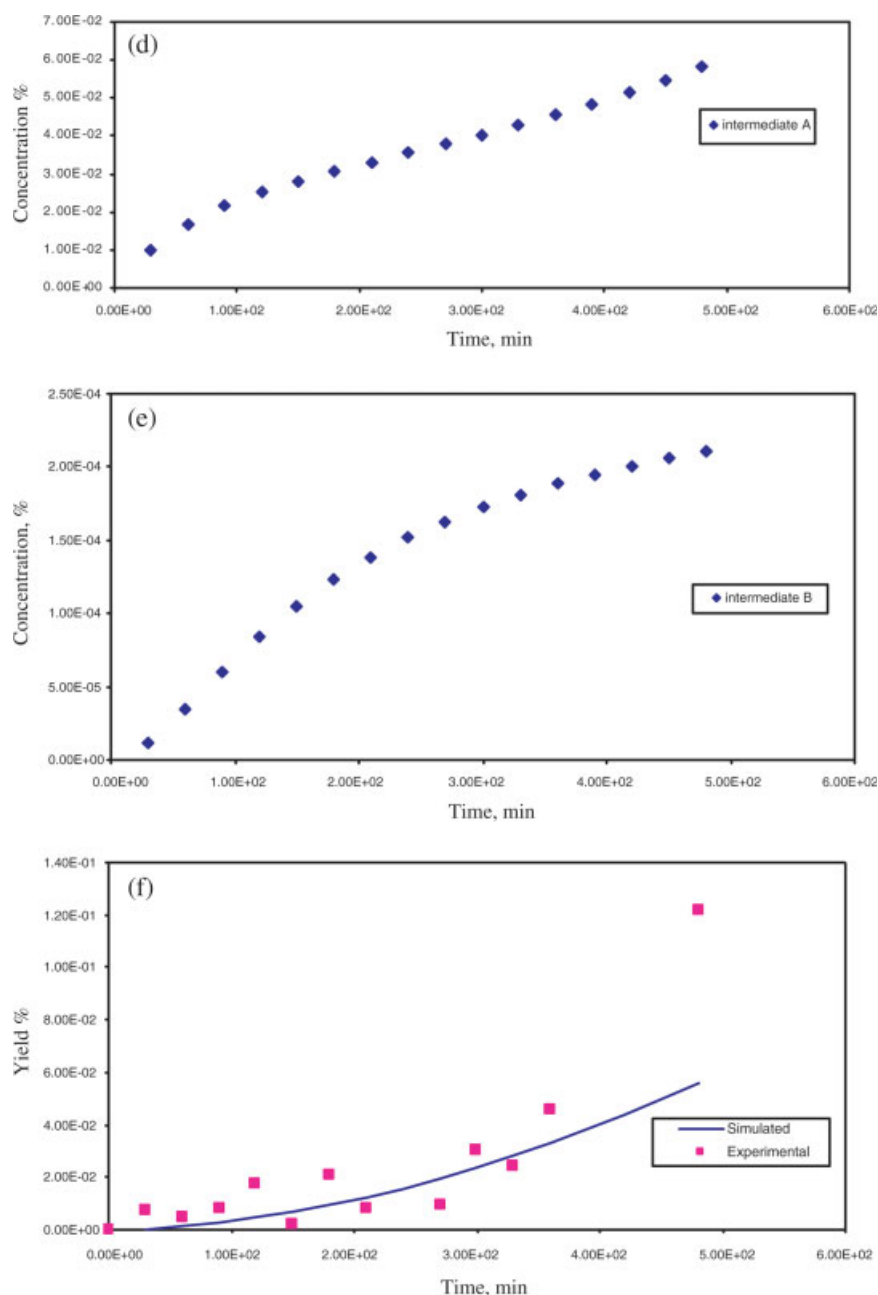 (d)
Concentration %
7.00E-02
6.00E-02
5.00E-02
4.00E-02
3.00E-02
2.00E-02
1.00E-02
0.00E+00
intermediate A
0.00E+00 1.00E+02 2.00E+02 3.00E+02 4.00E+02 5.00E+02 6.00E+02
Time, min
(e)
Concentration, %
2.50E-04
2.00E-04
1.50E-04
1.00E-04
5.00E-05
0.00E+00
intermediate B
0.00E+00 1.00E+02 2.00E+02 3.00E+02 4.00E+02 5.00E+02 6.00E+02
Time, min
(f)
Yield %
1.40E-01
1.20E-01
1.00E-01
8.00E-02
6.00E-02
4.00E-02
2.00E-02
0.00E+00
Simulated
Experimental
0.00E+00 1.00E+02 2.00E+02 3.00E+02 4.00E+02 5.00E+02 6.00E+02
Time, min